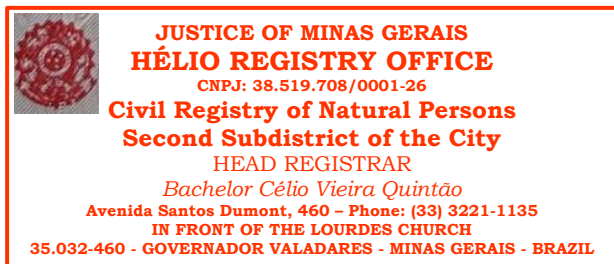 JUSTICE OF MINAS GERAIS
HÉLIO REGISTRY OFFICE
CNPJ: 38.519.708/0001-26
Civil Registry of Natural Persons
Second Subdistrict of the City
HEAD REGISTRAR
Bachelor Célio Vieira Quintão
Avenida Santos Dumont, 460 – Phone: (33) 3221-1135
IN FRONT OF THE LOURDES CHURCH
35.032-460 - GOVERNADOR VALADARES - MINAS GERAIS - BRAZIL